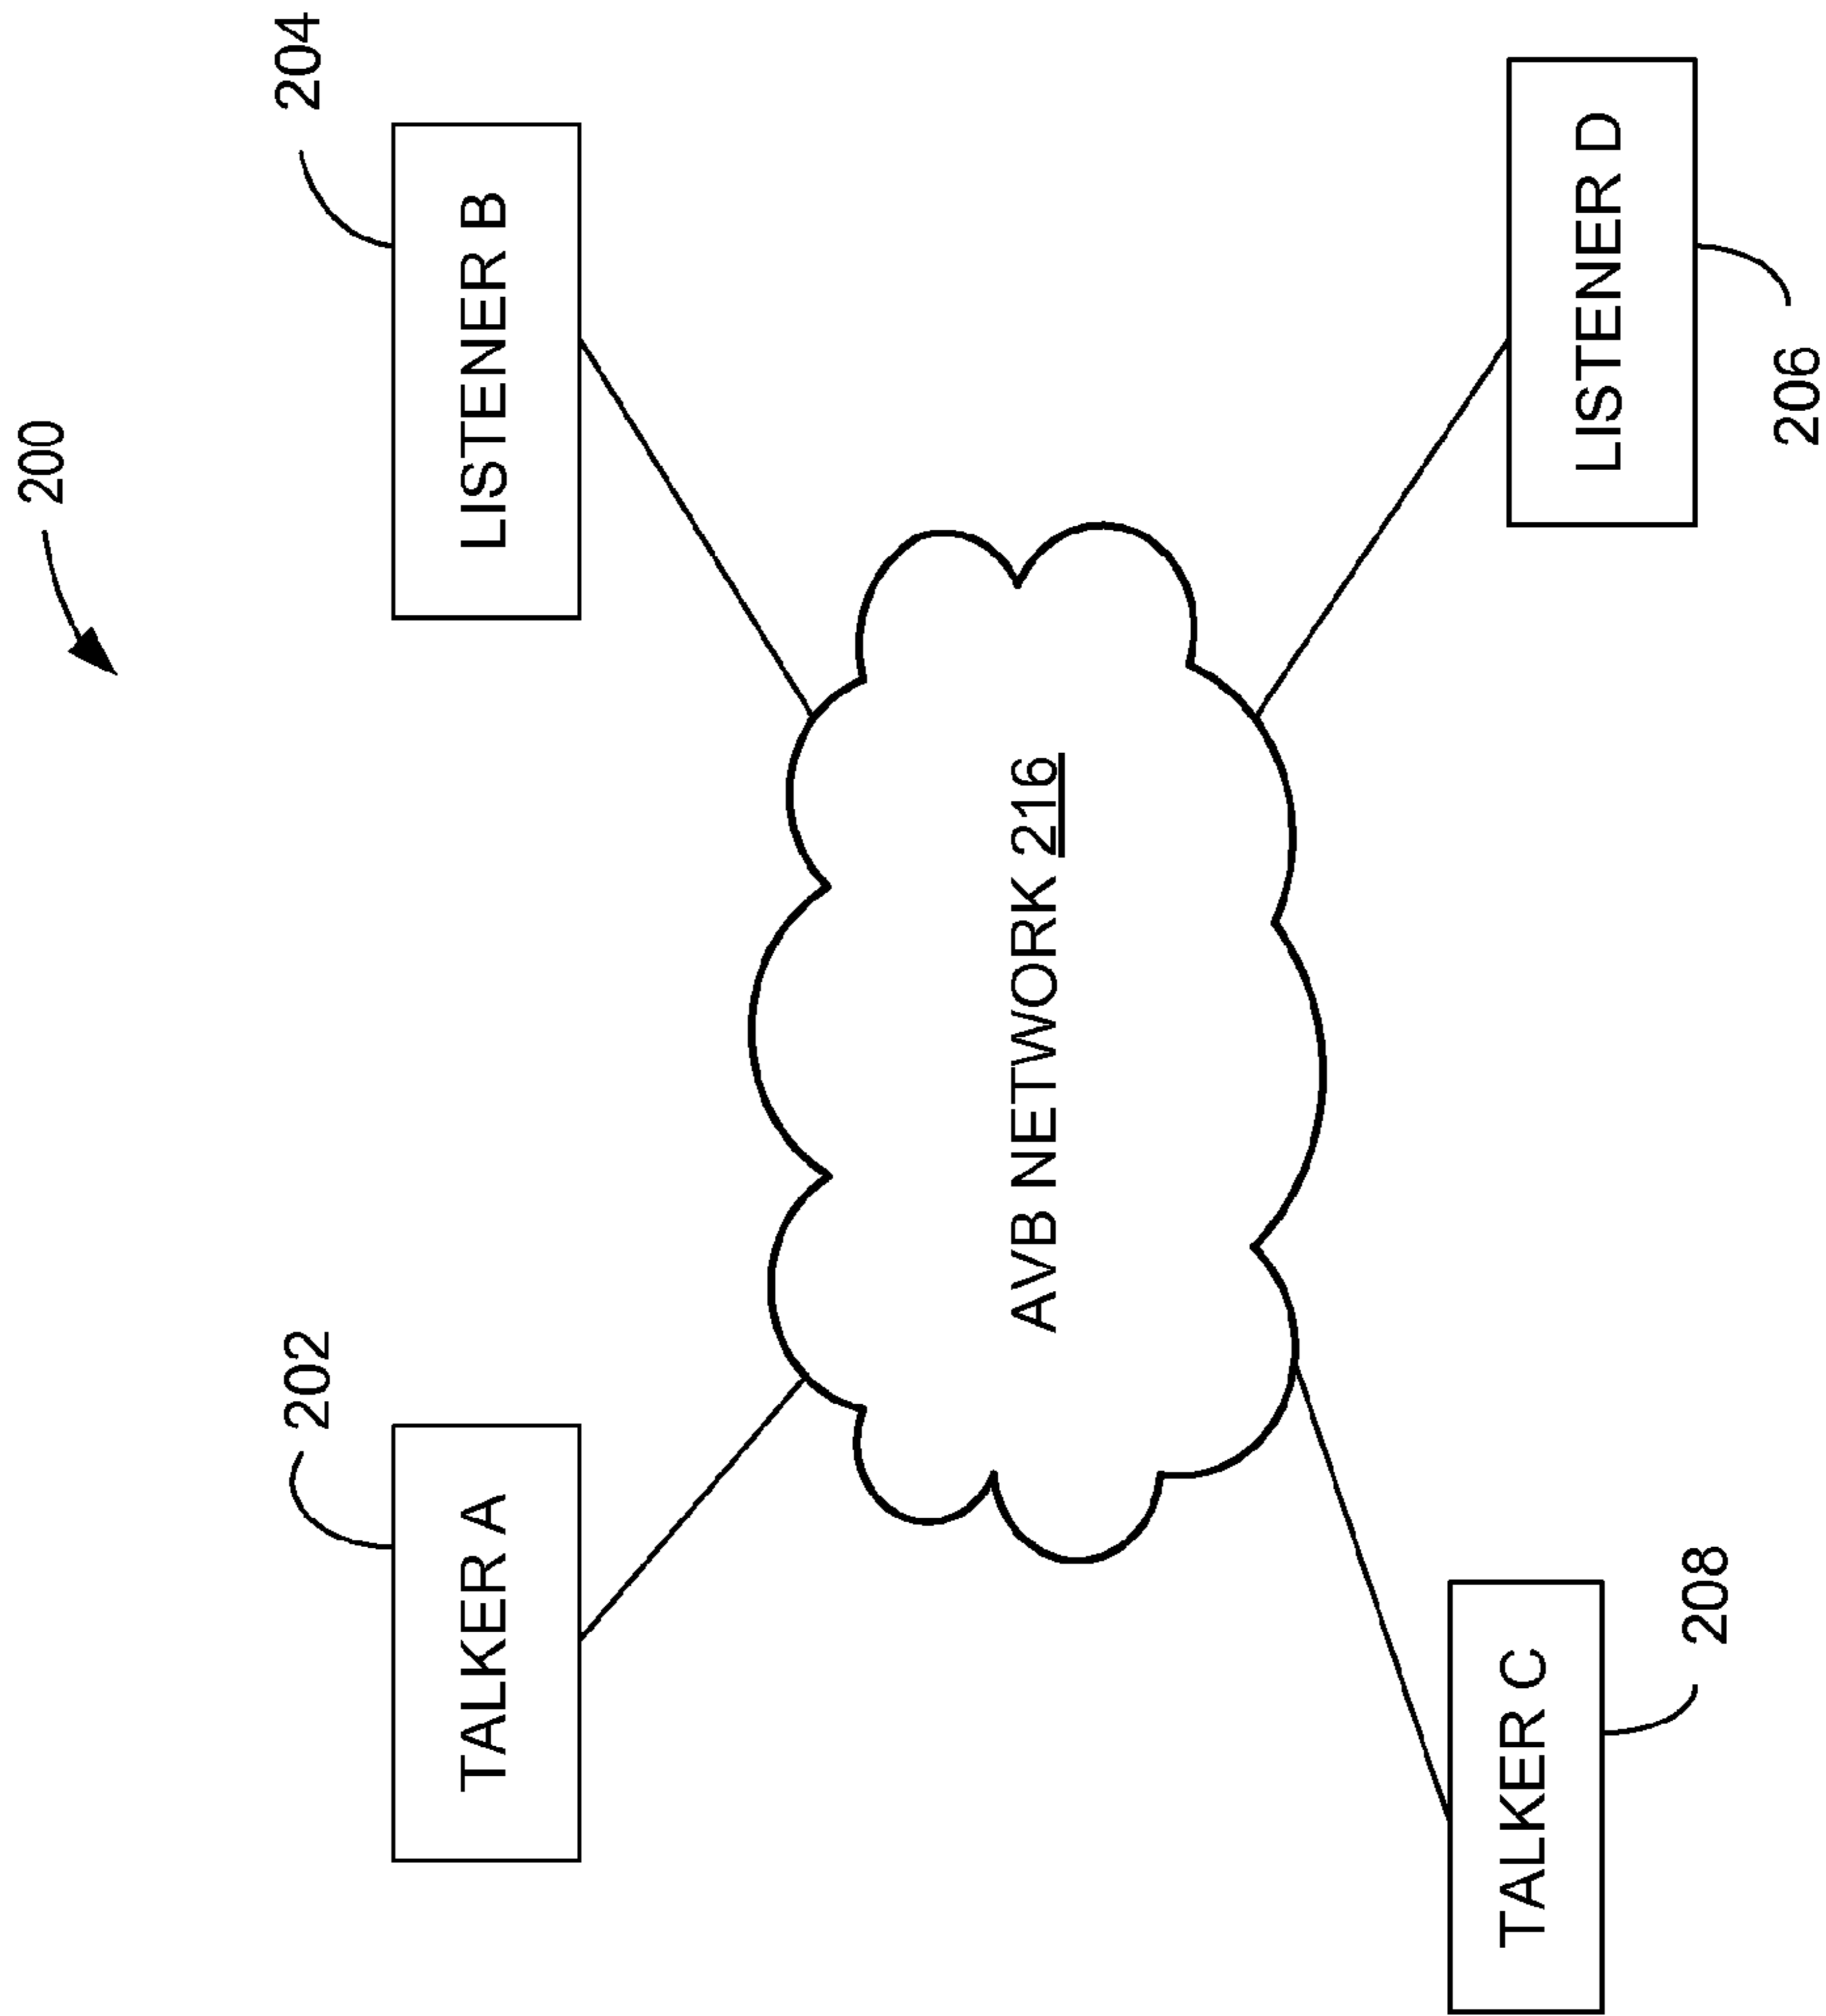 200
202
204
TALKER A
LISTENER B
AVB NETWORK 216
TALKER C
LISTENER D
208
206